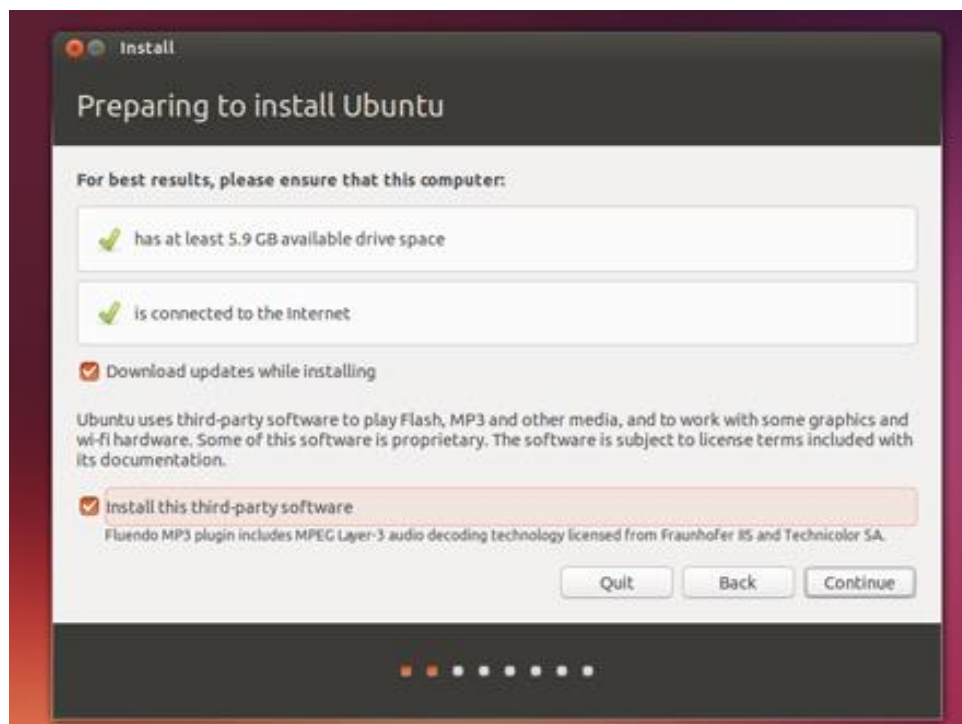 Install
Preparing to install Ubuntu
For best results, please ensure that this computer:
has at least 5.9 GB available drive space
is connected to the Internet
Download updates while installing
Ubuntu uses third-party software to play Flash, MP3 and other media, and to work with some graphics and
wi-fi hardware. Some of this software is proprietary. The software is subject to license terms included with
its documentation.
Install this third-party software
Fluendo MP3 plugin includes MPEG Layer-3 audio decoding technology licensed from Fraunhofer IIS and Technicolor SA.
Quit Back Continue